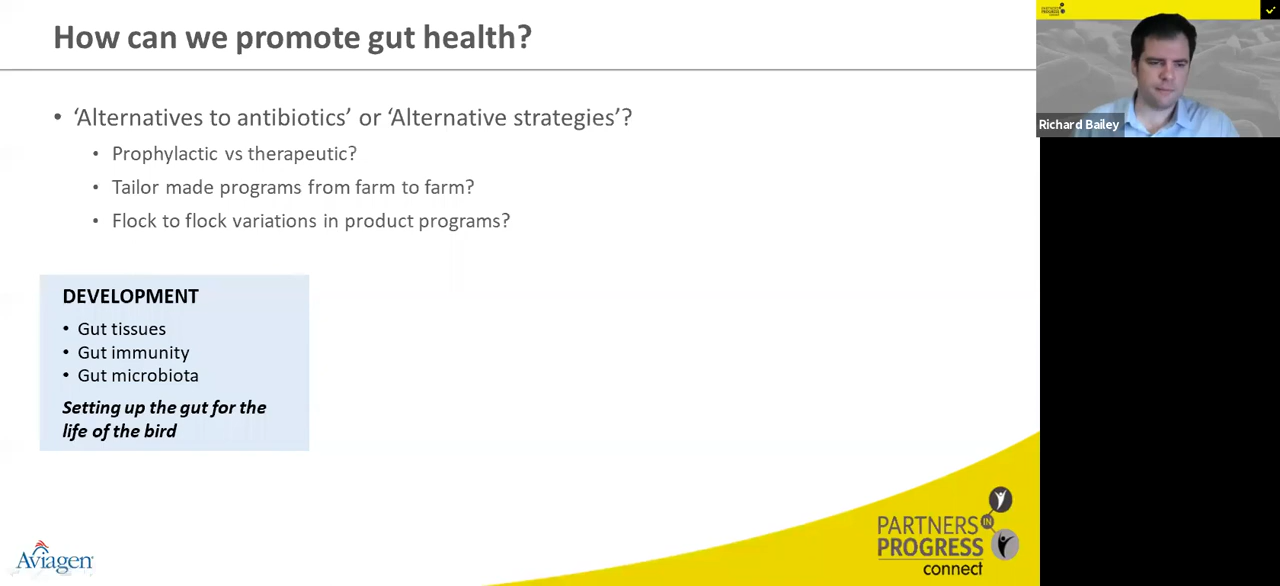 How can we promote gut health?
• ‘Alternatives to antibiotics’ or ‘Alternative strategies’?
• Prophylactic vs therapeutic?
• Tailor made programs from farm to farm?
• Flock to flock variations in product programs?
DEVELOPMENT
• Gut tissues
• Gut immunity
• Gut microbiota
Setting up the gut for the
life of the bird
Aviagen
PARTNERS
IN
PROGRESS
connect
Richard Bailey